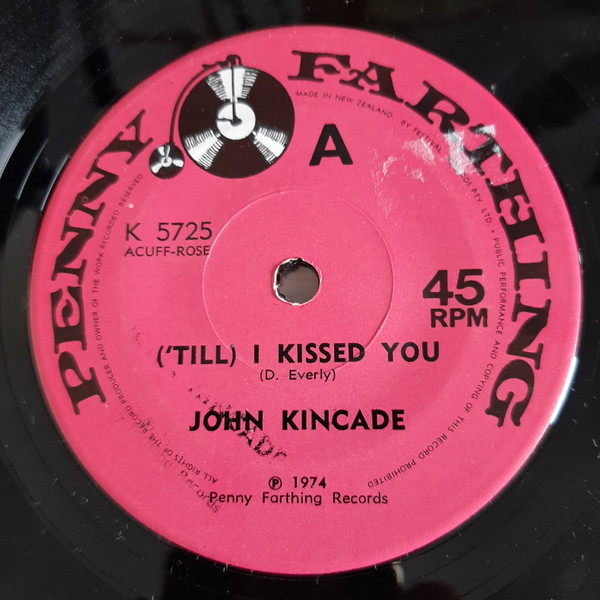 PENNY FARTHING
MADE IN NEW ZEALAND BY FESTIVAL
PTY. LTD. • PUBLIC PERFORMANCE AND COPYING OF THIS RECORD PROHIBITED
ALL RIGHTS OF THE RECORD PRODUCER AND OWNER OF THE WORK RECORDED RESERVED
A
K 5725
ACUFF-ROSE
45
RPM
('TILL) I KISSED YOU
(D. Everly)
JOHN KINCADE
℗ 1974
Penny Farthing Records